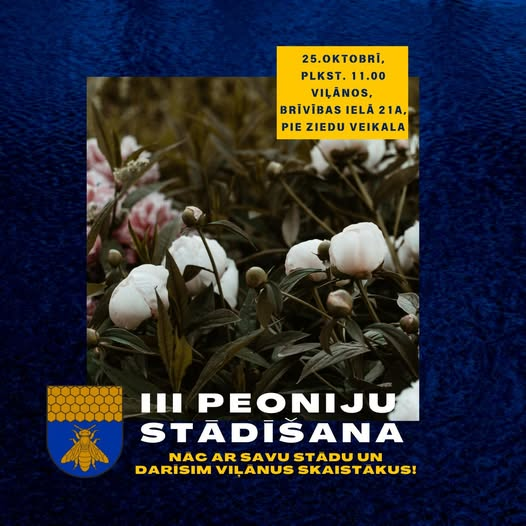 25.OKTOBRĪ,
PLKST. 11.00
VIĻĀNOS,
BRĪVĪBAS IELĀ 21A,
PIE ZIEDU VEIKALA
III PEONIJU
STĀDĪŠANA
NĀC AR SAVU STĀDU UN
DARĪSIM VIĻĀNUS SKAISTĀKUS!